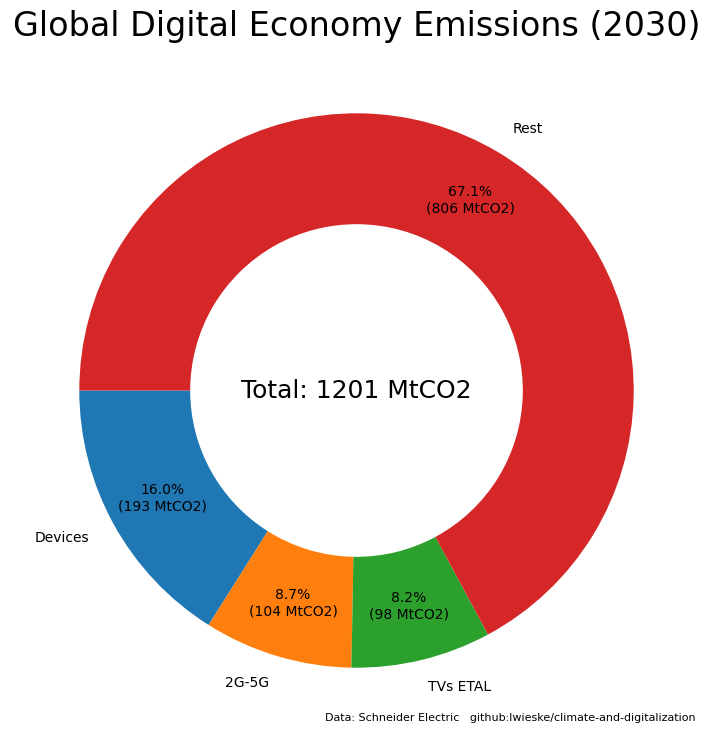 Global Digital Economy Emissions (2030)
Rest
67.1%
(806 MtCO2)
Total: 1201 MtCO2
16.0%
(193 MtCO2)
Devices
8.7%
(104 MtCO2)
8.2%
(98 MtCO2)
2G-5G
TVs ETAL
Data: Schneider Electric   github:lwieske/climate-and-digitalization